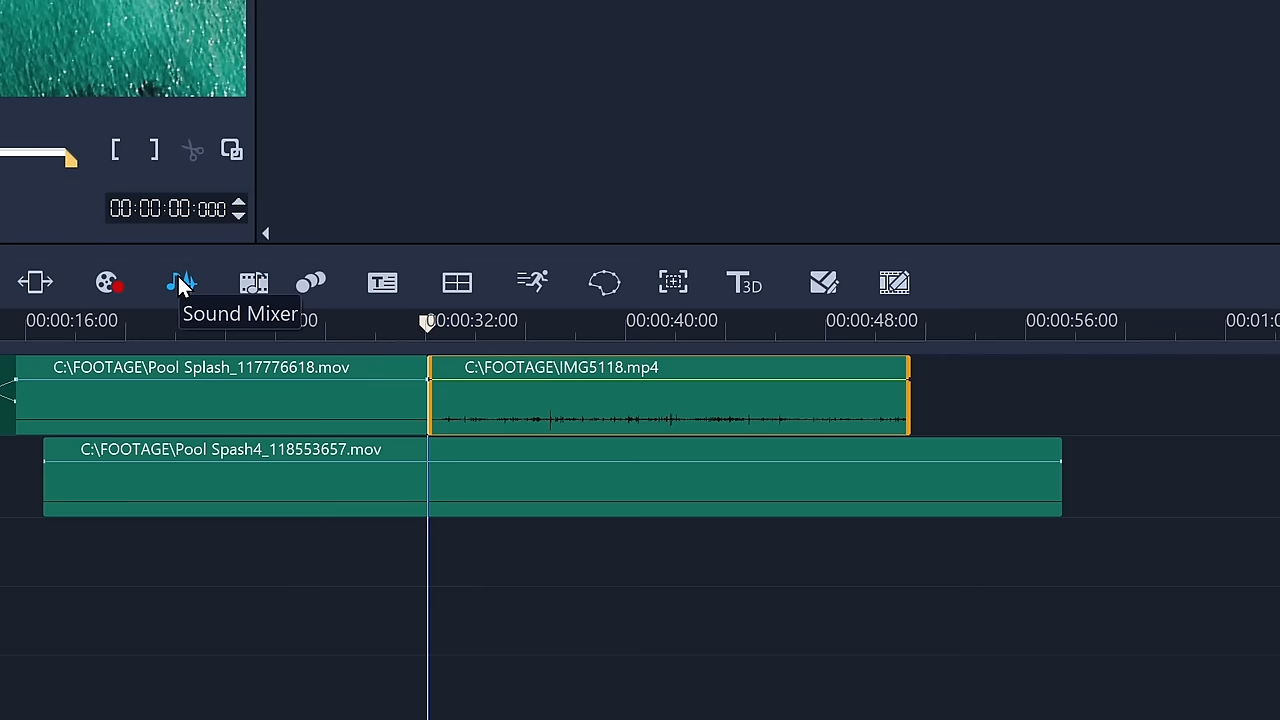 [ ]
00:00:00:000
T
T3D
Sound Mixer
00:00:16:00 00 00:00:32:00 00:00:40:00 00:00:48:00 00:00:56:00 00:01:0
C:\FOOTAGE\Pool Splash_117776618.mov C:\FOOTAGE\IMG5118.mp4
C:\FOOTAGE\Pool Spash4_118553657.mov